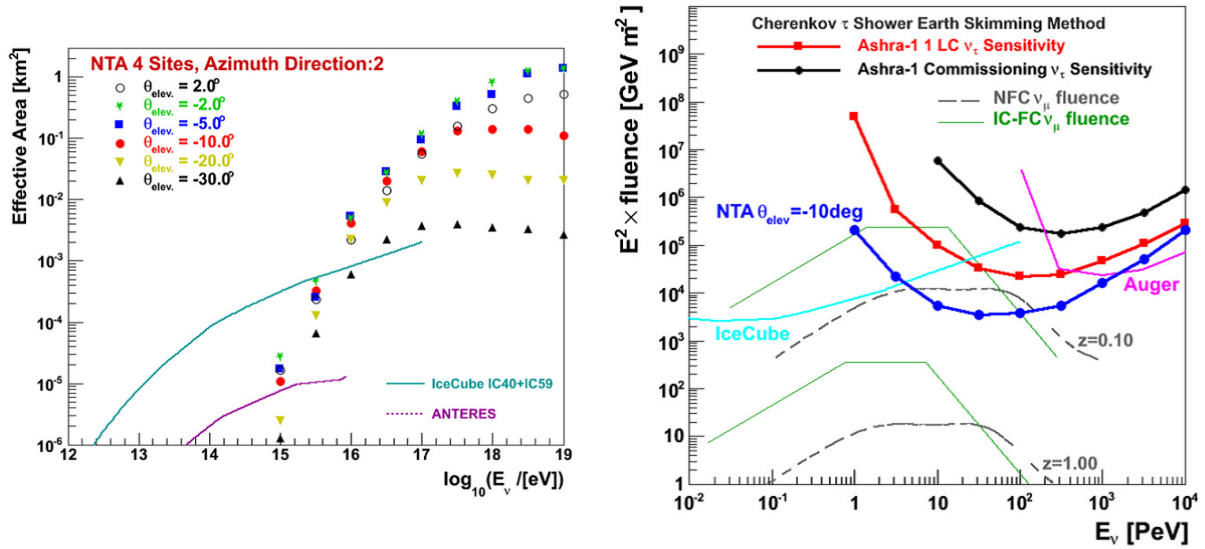 NTA 4 Sites, Azimuth Direction:2
θelev. = 2.0°
θelev. = -2.0°
θelev. = -5.0°
θelev. = -10.0°
θelev. = -20.0°
θelev. = -30.0°
Effective Area [km²]
1
10⁻¹
10⁻²
10⁻³
10⁻⁴
10⁻⁵
10⁻⁶
IceCube IC40+IC59
ANTERES
12 13 14 15 16 17 18 19
log₁₀(Eν /[eV])
Cherenkov τ Shower Earth Skimming Method
Ashra-1 1 LC ντ Sensitivity
Ashra-1 Commissioning ντ Sensitivity
NFC νμ fluence
IC-FC νμ fluence
E² × fluence [GeV m²]
10⁹
10⁸
10⁷
10⁶
10⁵
10⁴
10³
10²
10
1
NTA θelev=-10deg
Auger
IceCube
z=0.10
z=1.00
10⁻² 10⁻¹ 1 10 10² 10³ 10⁴
Eν [PeV]